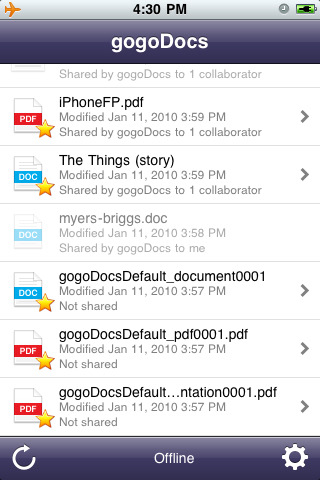 4:30 PM
gogoDocs
Shared by gogoDocs to 1 collaborator
iPhoneFP.pdf
PDF
Modified Jan 11, 2010 3:59 PM
Shared by gogoDocs to 1 collaborator
The Things (story)
DOC
Modified Jan 11, 2010 3:59 PM
Shared by gogoDocs to 1 collaborator
myers-briggs.doc
DOC
Modified Jan 11, 2010 3:58 PM
Shared by gogoDocs to me
gogoDocsDefault_document0001
DOC
Modified Jan 11, 2010 3:57 PM
Not shared
gogoDocsDefault_pdf0001.pdf
PDF
Modified Jan 11, 2010 3:57 PM
Not shared
gogoDocsDefault...ntation0001.pdf
PDF
Modified Jan 11, 2010 3:57 PM
Not shared
Offline